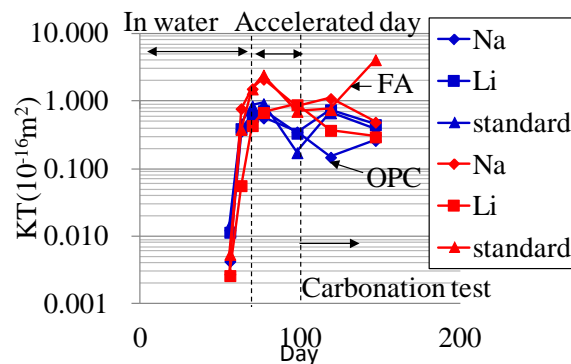 In water Accelerated day
10.000
1.000
0.100
0.010
0.001
KT(10⁻¹⁶m²)
FA
OPC
Carbonation test
0 100 200
Day
Na
Li
standard
Na
Li
standard